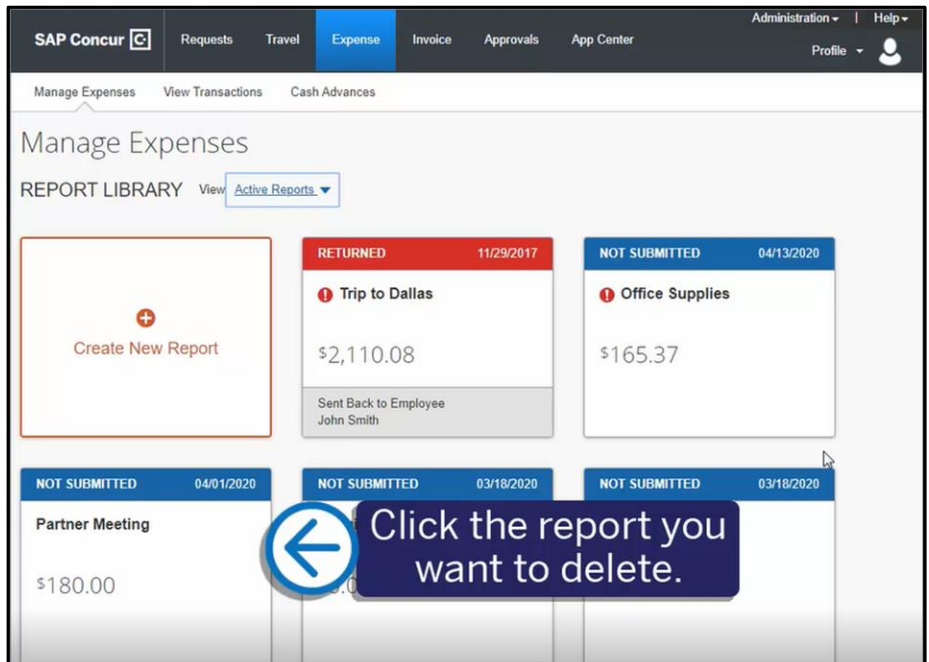 Administration | Help
SAP Concur C Requests Travel Expense Invoice Approvals App Center
Profile
Manage Expenses View Transactions Cash Advances
Manage Expenses
REPORT LIBRARY View Active Reports
Create New Report
RETURNED 11/29/2017
Trip to Dallas
$2,110.08
Sent Back to Employee
John Smith
NOT SUBMITTED 04/13/2020
Office Supplies
$165.37
NOT SUBMITTED 04/01/2020
Partner Meeting
$180.00
NOT SUBMITTED 03/18/2020
NOT SUBMITTED 03/18/2020
Click the report you
want to delete.